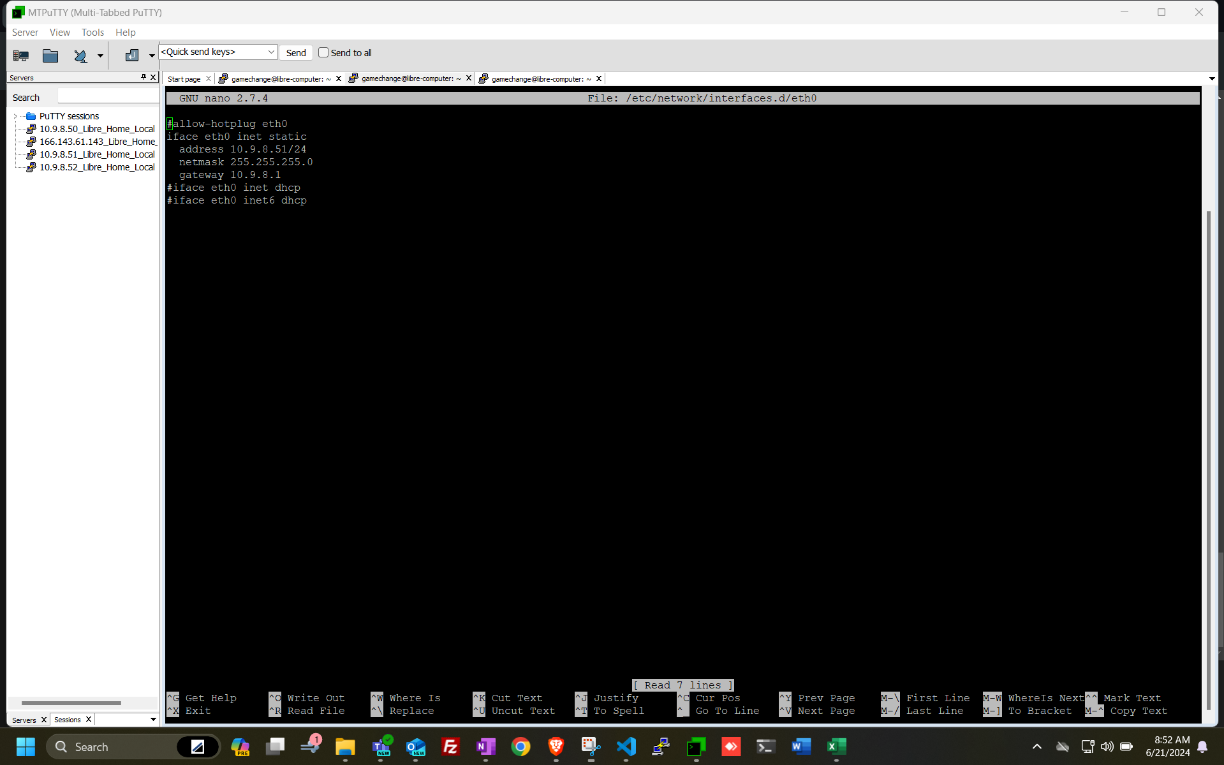 MTPuTTY (Multi-Tabbed PuTTY)
Server View Tools Help
<Quick send keys> Send Send to all
Servers
Start page gamechange@libre-computer: ~ gamechange@libre-computer: ~ gamechange@libre-computer: ~
Search
PuTTY sessions
10.9.8.50_Libre_Home_Local
166.143.61.143_Libre_Home_
10.9.8.51_Libre_Home_Local
10.9.8.52_Libre_Home_Local
GNU nano 2.7.4 File: /etc/network/interfaces.d/eth0
#allow-hotplug eth0
iface eth0 inet static
address 10.9.8.51/24
netmask 255.255.255.0
gateway 10.9.8.1
#iface eth0 inet dhcp
#iface eth0 inet6 dhcp
[ Read 7 lines ]
^G Get Help ^O Write Out ^W Where Is ^K Cut Text ^J Justify ^C Cur Pos ^Y Prev Page M-\ First Line M-W WhereIs Next ^^ Mark Text
^X Exit ^R Read File ^\ Replace ^U Uncut Text ^T To Spell ^_ Go To Line ^V Next Page M-/ Last Line M-] To Bracket M-^ Copy Text
Servers Sessions
Search
PRE
1
8:52 AM
6/21/2024